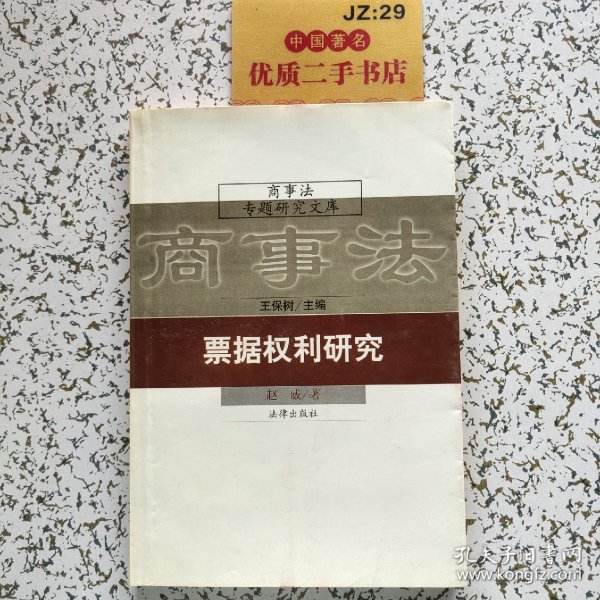 JZ:29
中国著名
优质二手书店
商事法
专题研究文库
商事法
王保树/主编
票据权利研究
赵 威/著
法律出版社
孔夫子旧书网
www.kongfz.com